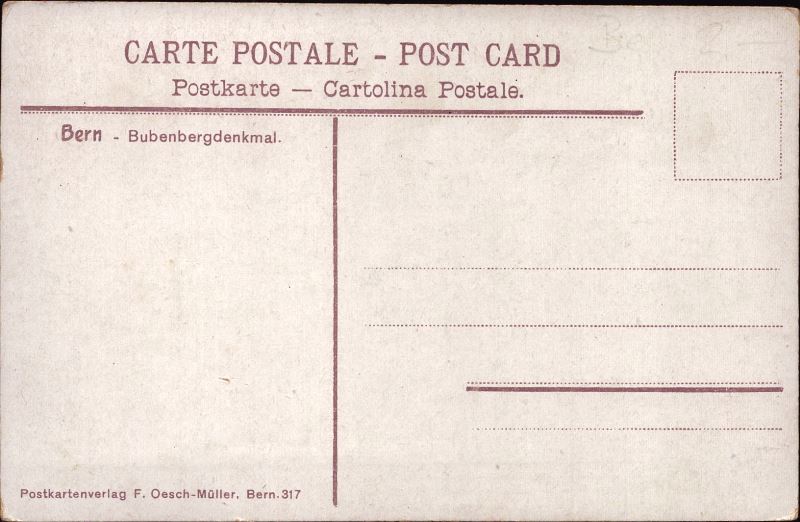 CARTE POSTALE - POST CARD
Postkarte — Cartolina Postale.
Bern - Bubenbergdenkmal.
Postkartenverlag F. Oesch-Müller, Bern. 317